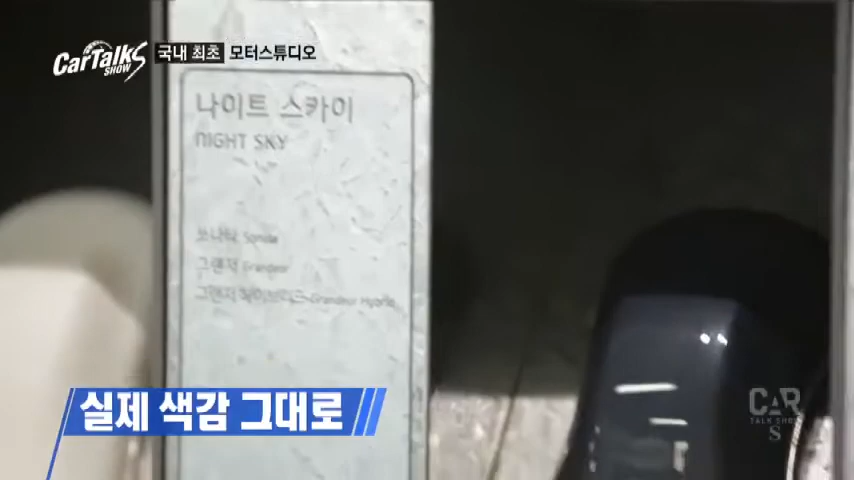 CarTalkS SHOW 국내 최초 모터스튜디오
나이트 스카이
NIGHT SKY
쏘나타 Sonata
그랜저 Grandeur
그랜저 하이브리드 Grandeur Hybrid
실제 색감 그대로
CAR
TALK SHOW
S